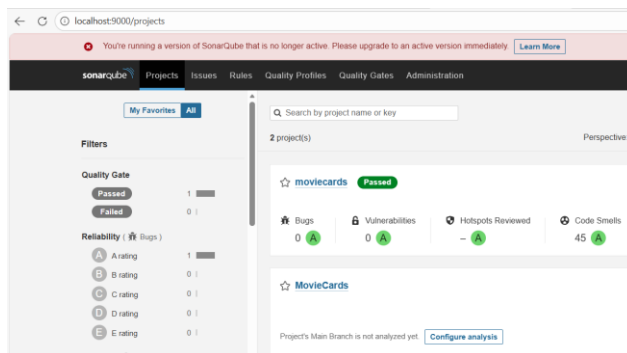 localhost:9000/projects
You're running a version of SonarQube that is no longer active. Please upgrade to an active version immediately. Learn More
sonarqube Projects Issues Rules Quality Profiles Quality Gates Administration
My Favorites All
Search by project name or key
Filters
2 project(s) Perspective
Quality Gate
Passed 1
Failed 0
Reliability ( Bugs )
A A rating 1
B B rating 0
C C rating 0
D D rating 0
E E rating 0
moviecards Passed
Bugs Vulnerabilities Hotspots Reviewed Code Smells
0 A 0 A – A 45 A
MovieCards
Project's Main Branch is not analyzed yet. Configure analysis